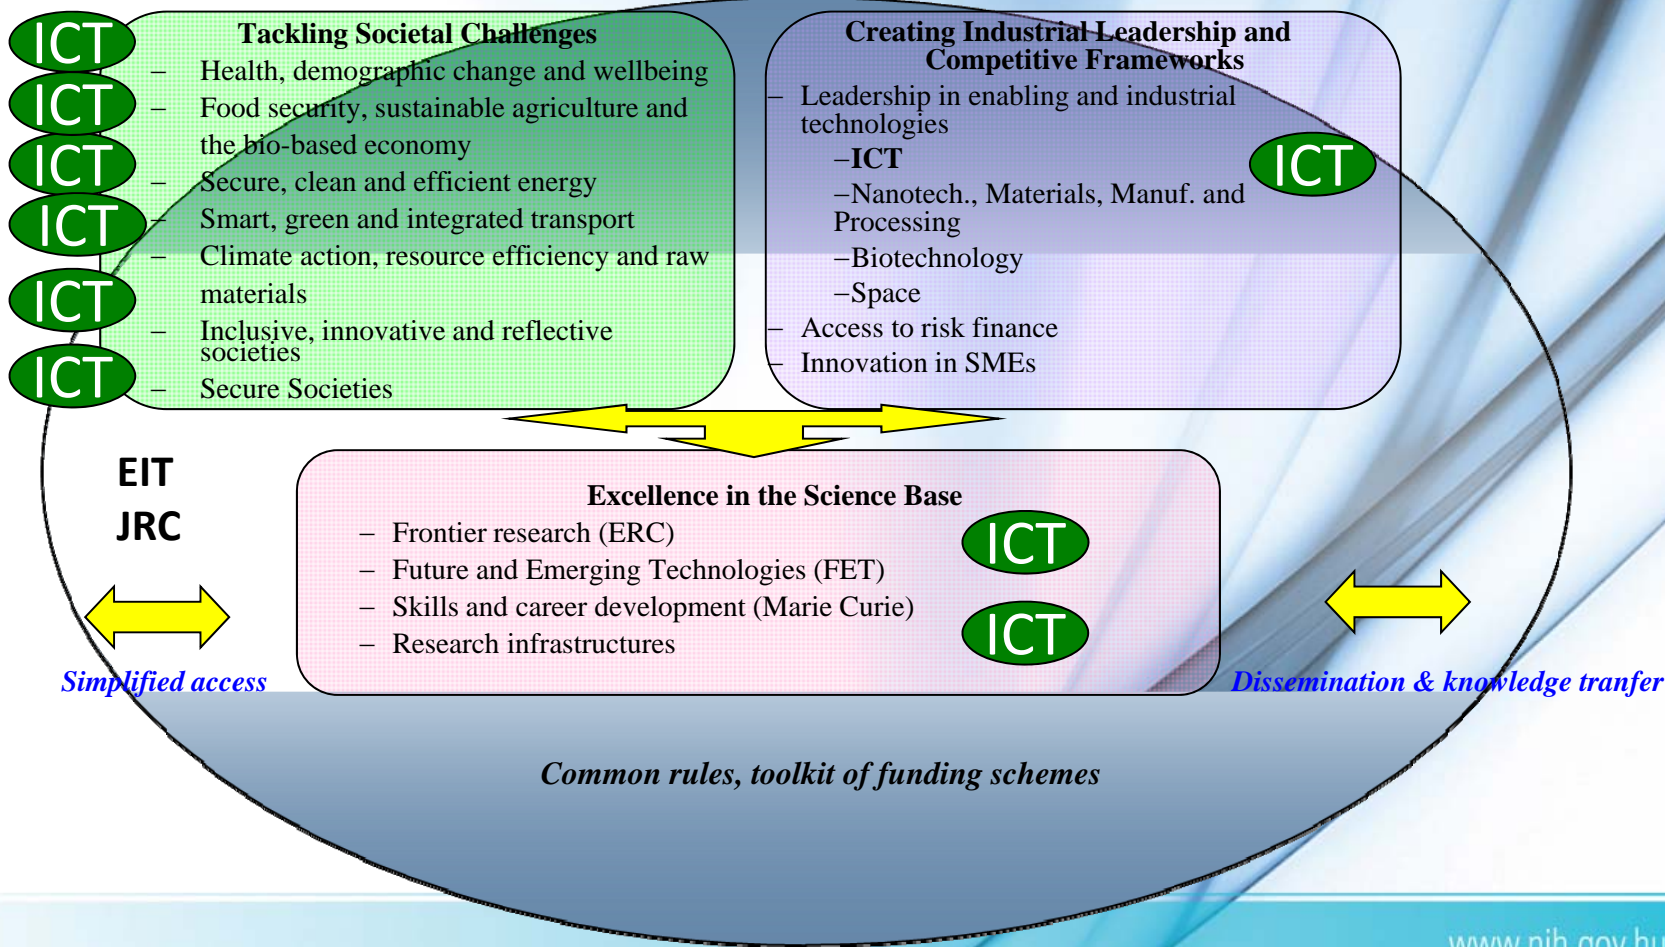 ICT
ICT
ICT
ICT
ICT
ICT
Tackling Societal Challenges
– Health, demographic change and wellbeing
– Food security, sustainable agriculture and
the bio-based economy
– Secure, clean and efficient energy
– Smart, green and integrated transport
– Climate action, resource efficiency and raw
materials
– Inclusive, innovative and reflective
societies
– Secure Societies
Creating Industrial Leadership and
Competitive Frameworks
– Leadership in enabling and industrial
technologies
–ICT
–Nanotech., Materials, Manuf. and
Processing
–Biotechnology
–Space
– Access to risk finance
– Innovation in SMEs
ICT
EIT
JRC
Excellence in the Science Base
– Frontier research (ERC)
– Future and Emerging Technologies (FET)
– Skills and career development (Marie Curie)
– Research infrastructures
ICT
ICT
Simplified access
Dissemination & knowledge tranfer
Common rules, toolkit of funding schemes
www.nih.gov.hu